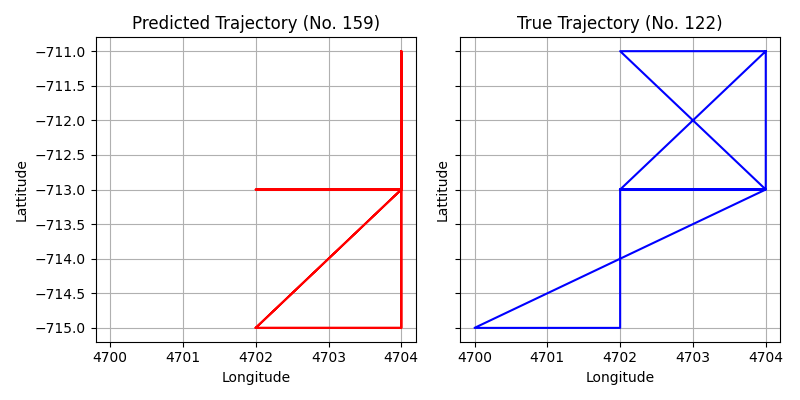 Predicted Trajectory (No. 159)
True Trajectory (No. 122)
−711.0
−711.5
−712.0
−712.5
−713.0
−713.5
−714.0
−714.5
−715.0
Lattitude
Lattitude
4700 4701 4702 4703 4704
4700 4701 4702 4703 4704
Longitude
Longitude